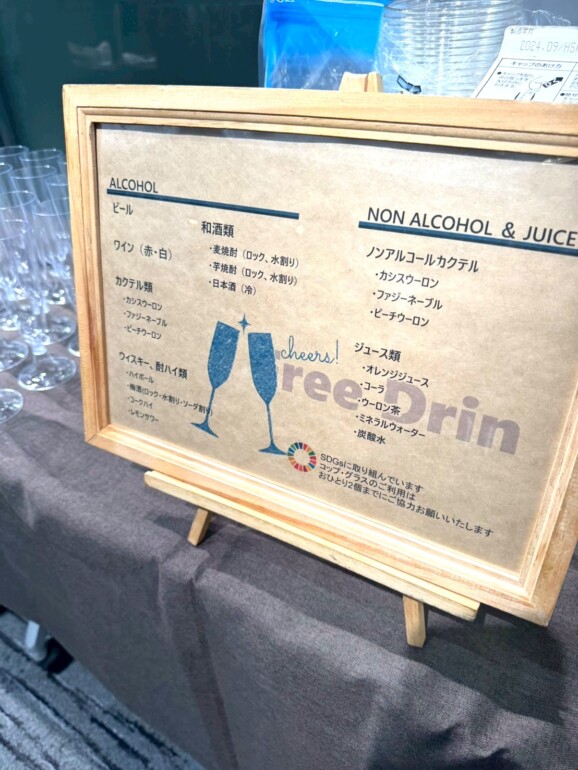 2024.09/HS
キャップのあけ方
ALCOHOL
ビール
ワイン（赤・白）
カクテル類
・カシスウーロン
・ファジーネーブル
・ピーチウーロン
ウィスキー、酎ハイ類
・ハイボール
・梅酒(ロック・水割り・ソーダ割り)
・コークハイ
・レモンサワー
和酒類
・麦焼酎（ロック、水割り）
・芋焼酎（ロック、水割り）
・日本酒（冷）
NON ALCOHOL & JUICE
ノンアルコールカクテル
・カシスウーロン
・ファジーネーブル
・ピーチウーロン
ジュース類
・オレンジジュース
・コーラ
・ウーロン茶
・ミネラルウォーター
・炭酸水
cheers!
ree Drin
SDGsに取り組んでいます
コップ・グラスのご利用は
おひとり2個までにご協力お願いいたします